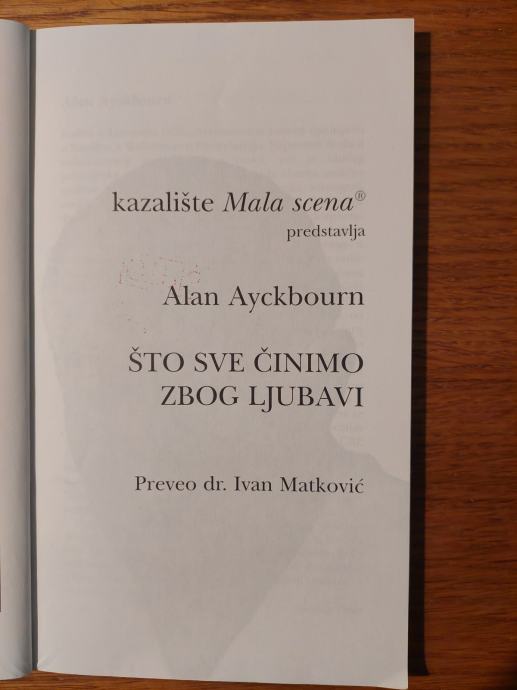 kazalište Mala scena®
predstavlja
Alan Ayckbourn
ŠTO SVE ČINIMO
ZBOG LJUBAVI
Preveo dr. Ivan Matković